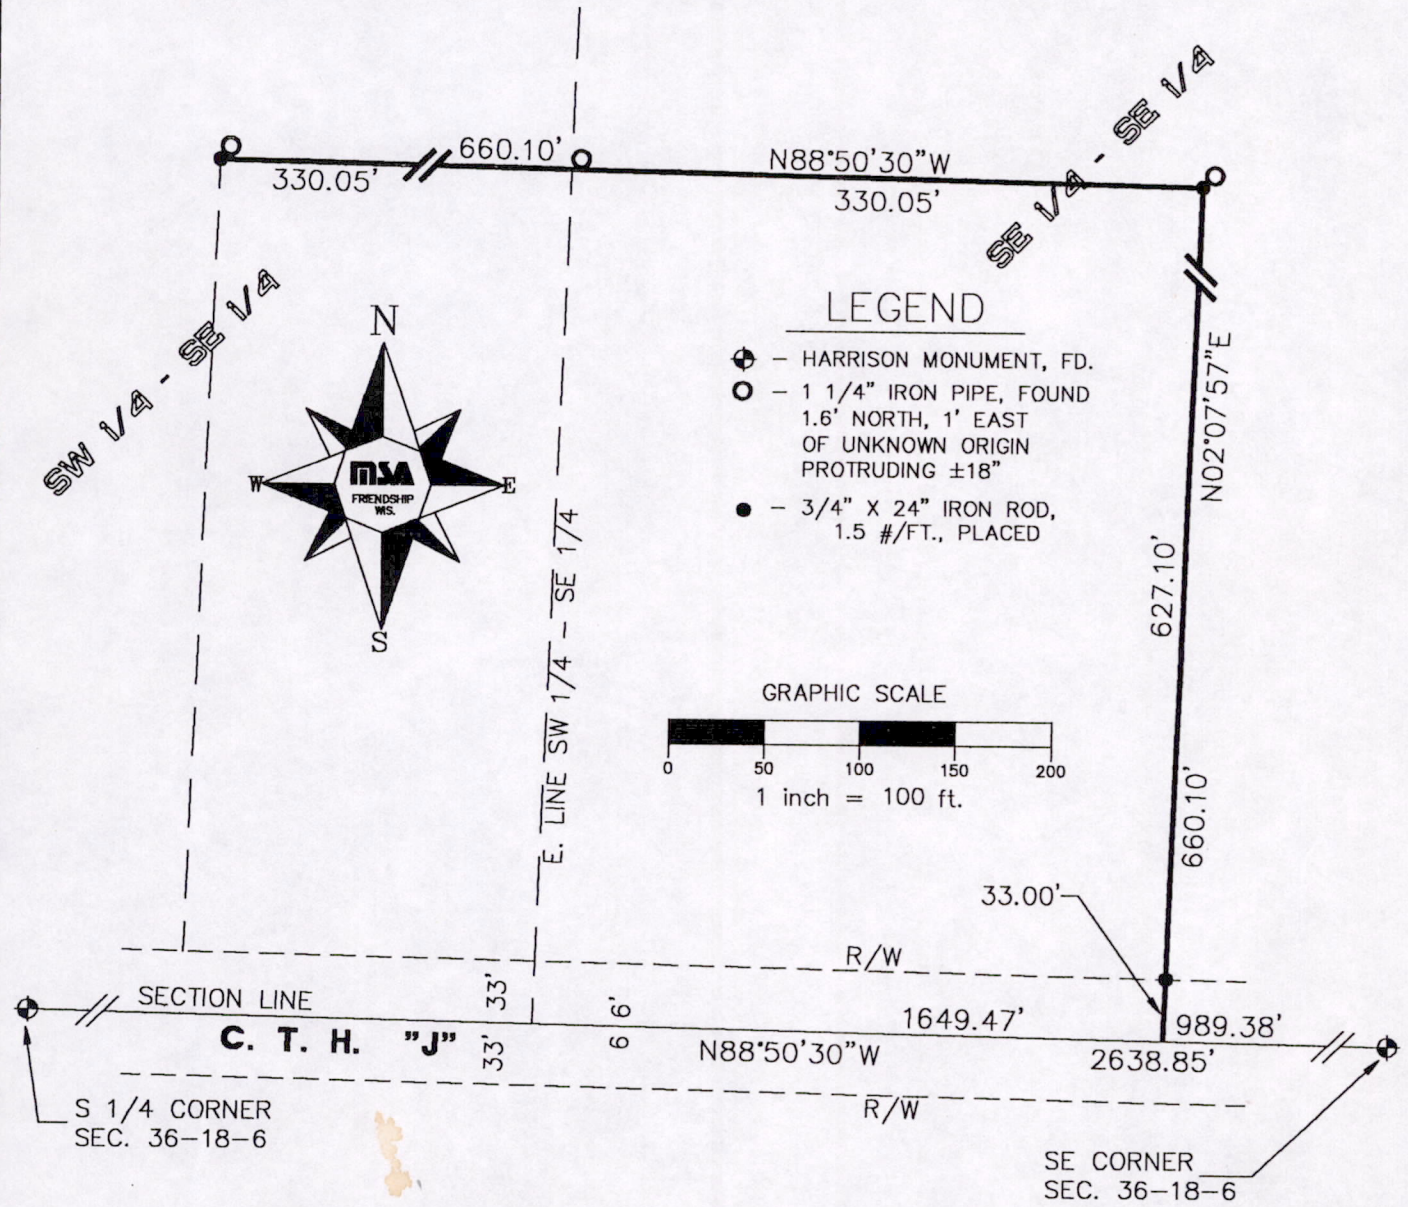 SE 1/4 - SE 1/4
660.10'
330.05'
N88°50'30"W
330.05'
SW 1/4 - SE 1/4
N
W
E
S
MSA
FRIENDSHIP
WIS.
LEGEND
- HARRISON MONUMENT, FD.
- 1 1/4" IRON PIPE, FOUND
1.6' NORTH, 1' EAST
OF UNKNOWN ORIGIN
PROTRUDING ±18"
- 3/4" X 24" IRON ROD,
1.5 #/FT., PLACED
N02°07'57"E
627.10'
660.10'
E. LINE SW 1/4 - SE 1/4
GRAPHIC SCALE
0 50 100 150 200
1 inch = 100 ft.
33.00'
R/W
SECTION LINE
33'
6 6'
1649.47'
989.38'
C. T. H. "J"
33'
N88°50'30"W
2638.85'
R/W
S 1/4 CORNER
SEC. 36-18-6
SE CORNER
SEC. 36-18-6